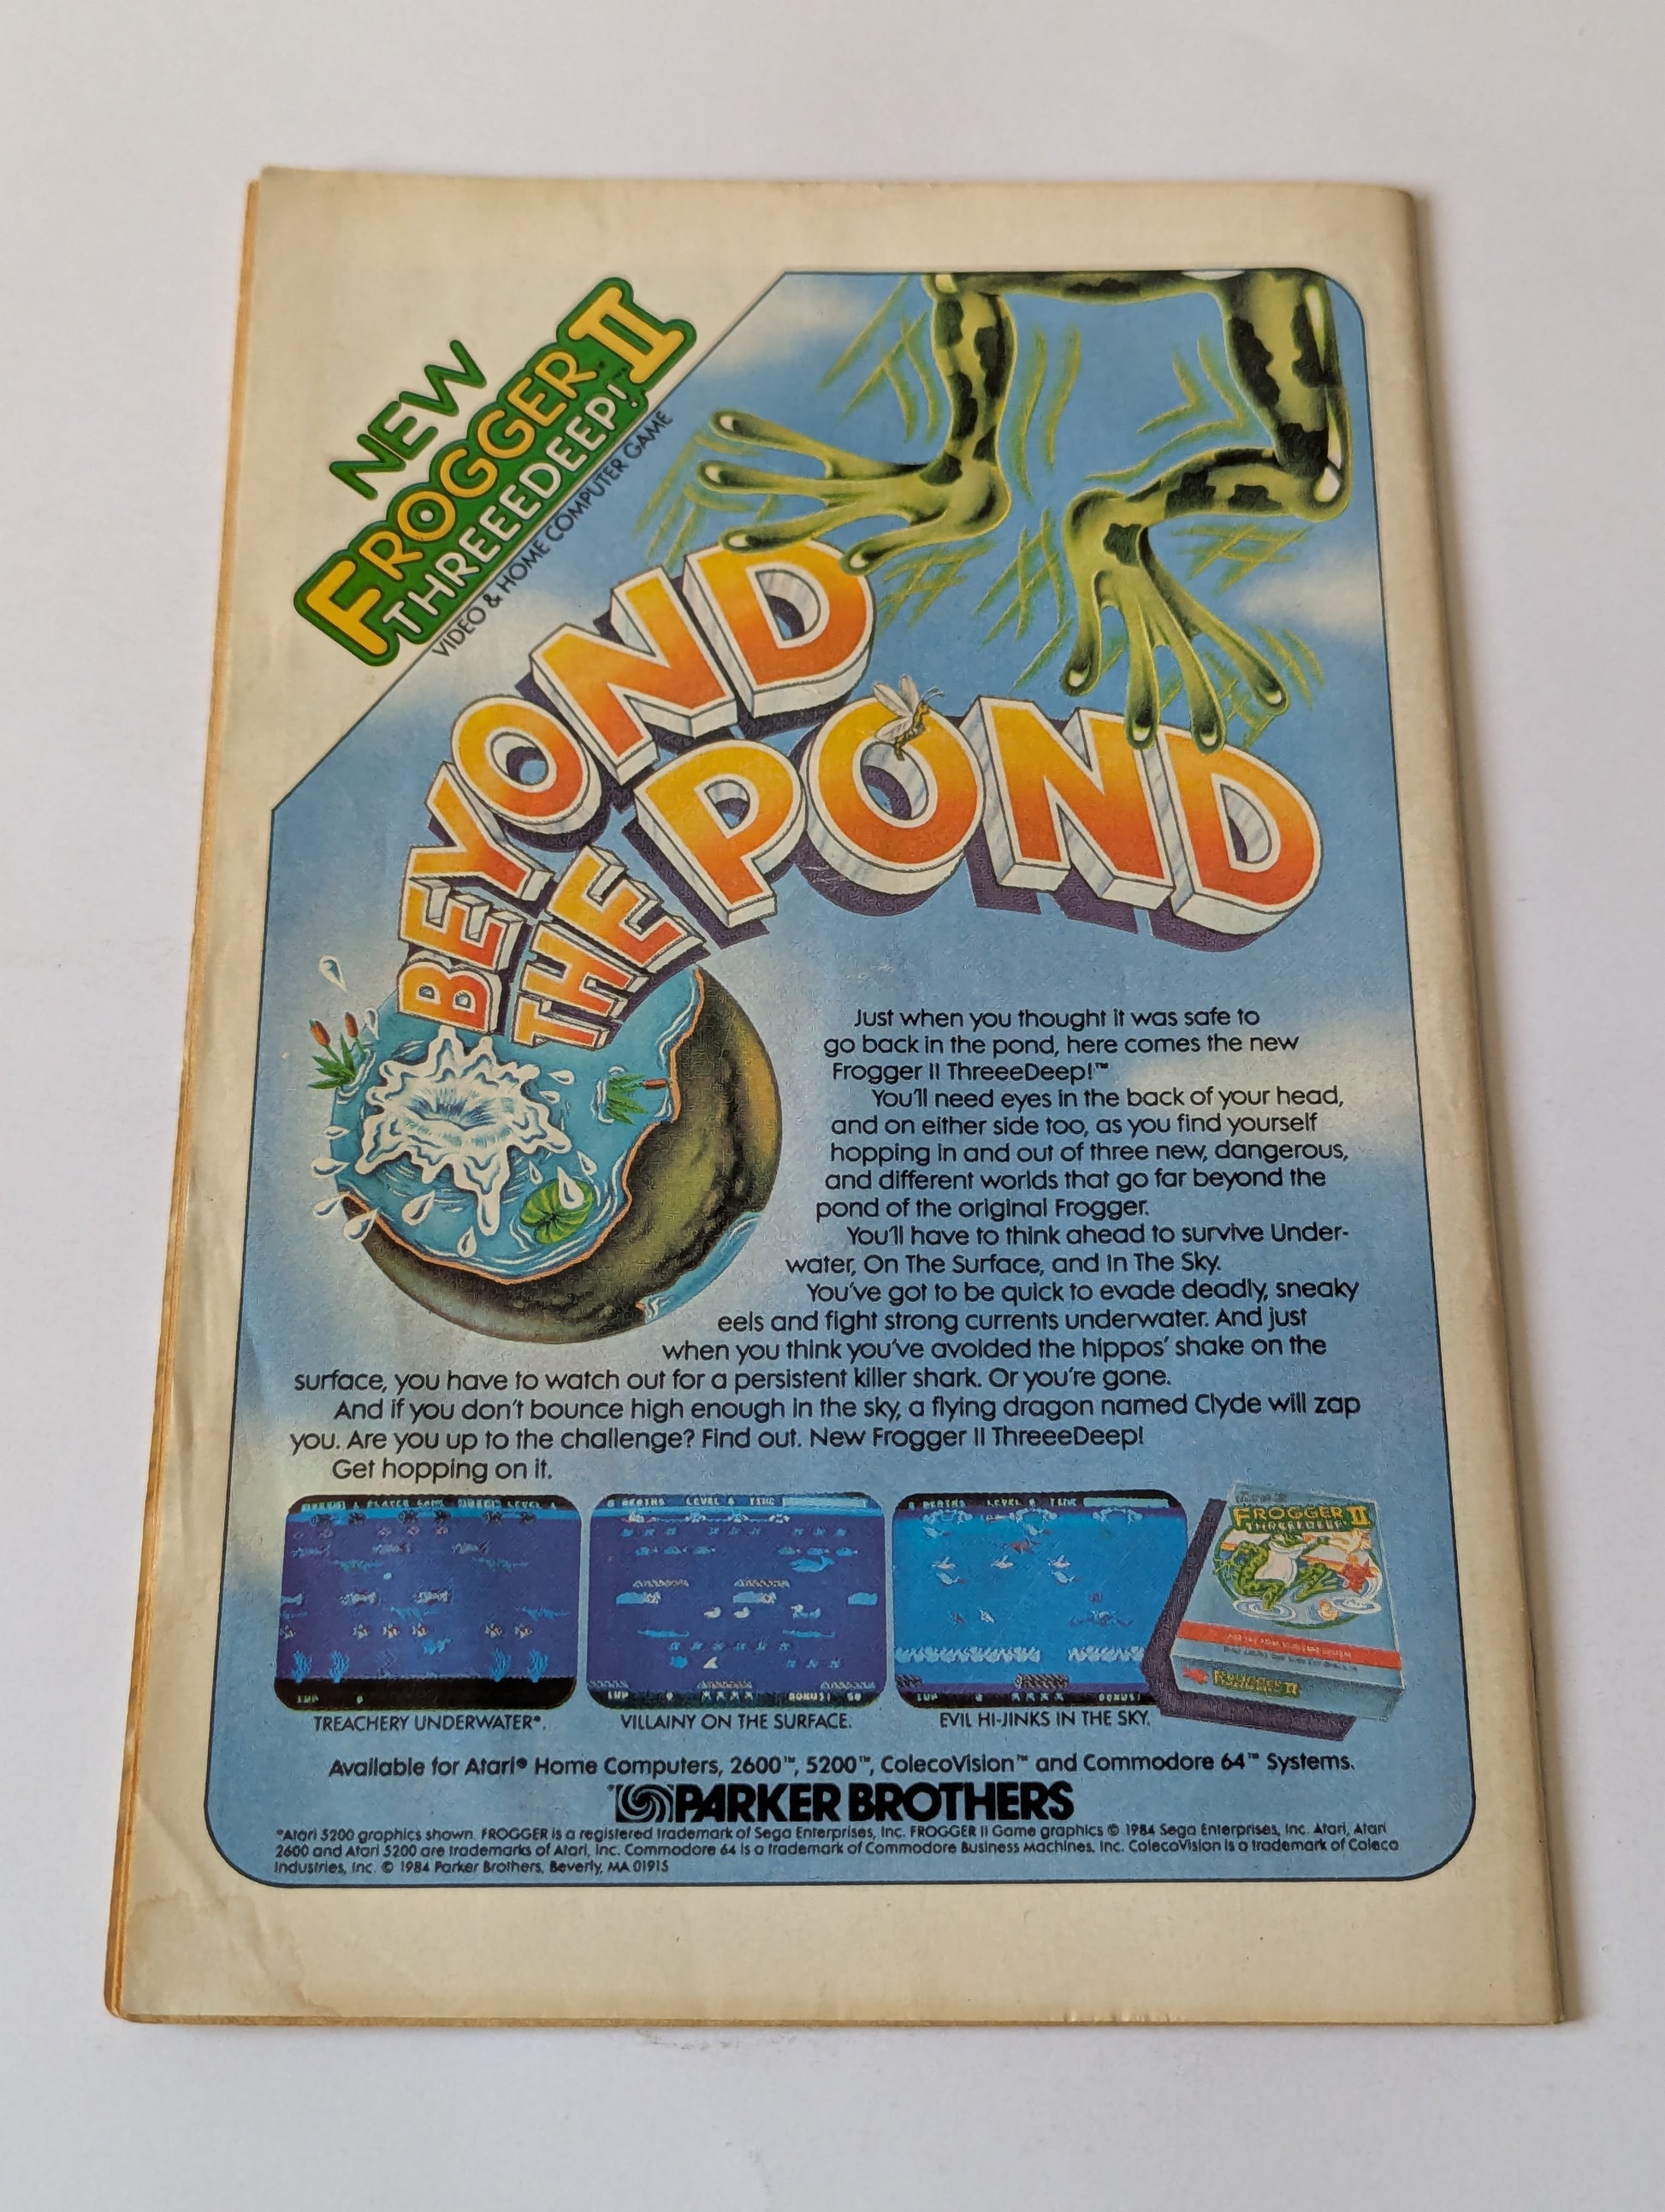 NEW
FROGGER II
THREEEDEEP!™
VIDEO & HOME COMPUTER GAME
BEYOND
THE POND
Just when you thought it was safe to
go back in the pond, here comes the new
Frogger II ThreeeDeep!™
You'll need eyes in the back of your head,
and on either side too, as you find yourself
hopping in and out of three new, dangerous,
and different worlds that go far beyond the
pond of the original Frogger.
You'll have to think ahead to survive Under-
water, On The Surface, and In The Sky.
You've got to be quick to evade deadly, sneaky
eels and fight strong currents underwater. And just
when you think you've avoided the hippos' shake on the
surface, you have to watch out for a persistent killer shark. Or you're gone.
And if you don't bounce high enough in the sky, a flying dragon named Clyde will zap
you. Are you up to the challenge? Find out. New Frogger II ThreeeDeep!
Get hopping on it.
LEVEL 6 TIME
1UP 0 BONUS! 50
1UP
FROGGER II
THREEEDEEP!
FROGGER II
TREACHERY UNDERWATER*.
VILLAINY ON THE SURFACE.
EVIL HI-JINKS IN THE SKY.
Available for Atari® Home Computers, 2600™, 5200™, ColecoVision™ and Commodore 64™ Systems.
PARKER BROTHERS
*Atari 5200 graphics shown. FROGGER is a registered trademark of Sega Enterprises, Inc. FROGGER II Game graphics © 1984 Sega Enterprises, Inc. Atari, Atari
2600 and Atari 5200 are trademarks of Atari, Inc. Commodore 64 is a trademark of Commodore Business Machines, Inc. ColecoVision is a trademark of Coleco
Industries, Inc. © 1984 Parker Brothers, Beverly, MA 01915